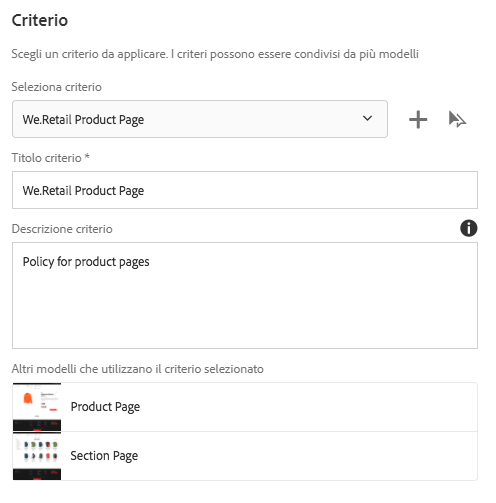 Criterio
Scegli un criterio da applicare. I criteri possono essere condivisi da più modelli
Seleziona criterio
We.Retail Product Page
Titolo criterio *
We.Retail Product Page
Descrizione criterio
Policy for product pages
Altri modelli che utilizzano il criterio selezionato
Product Page
Section Page